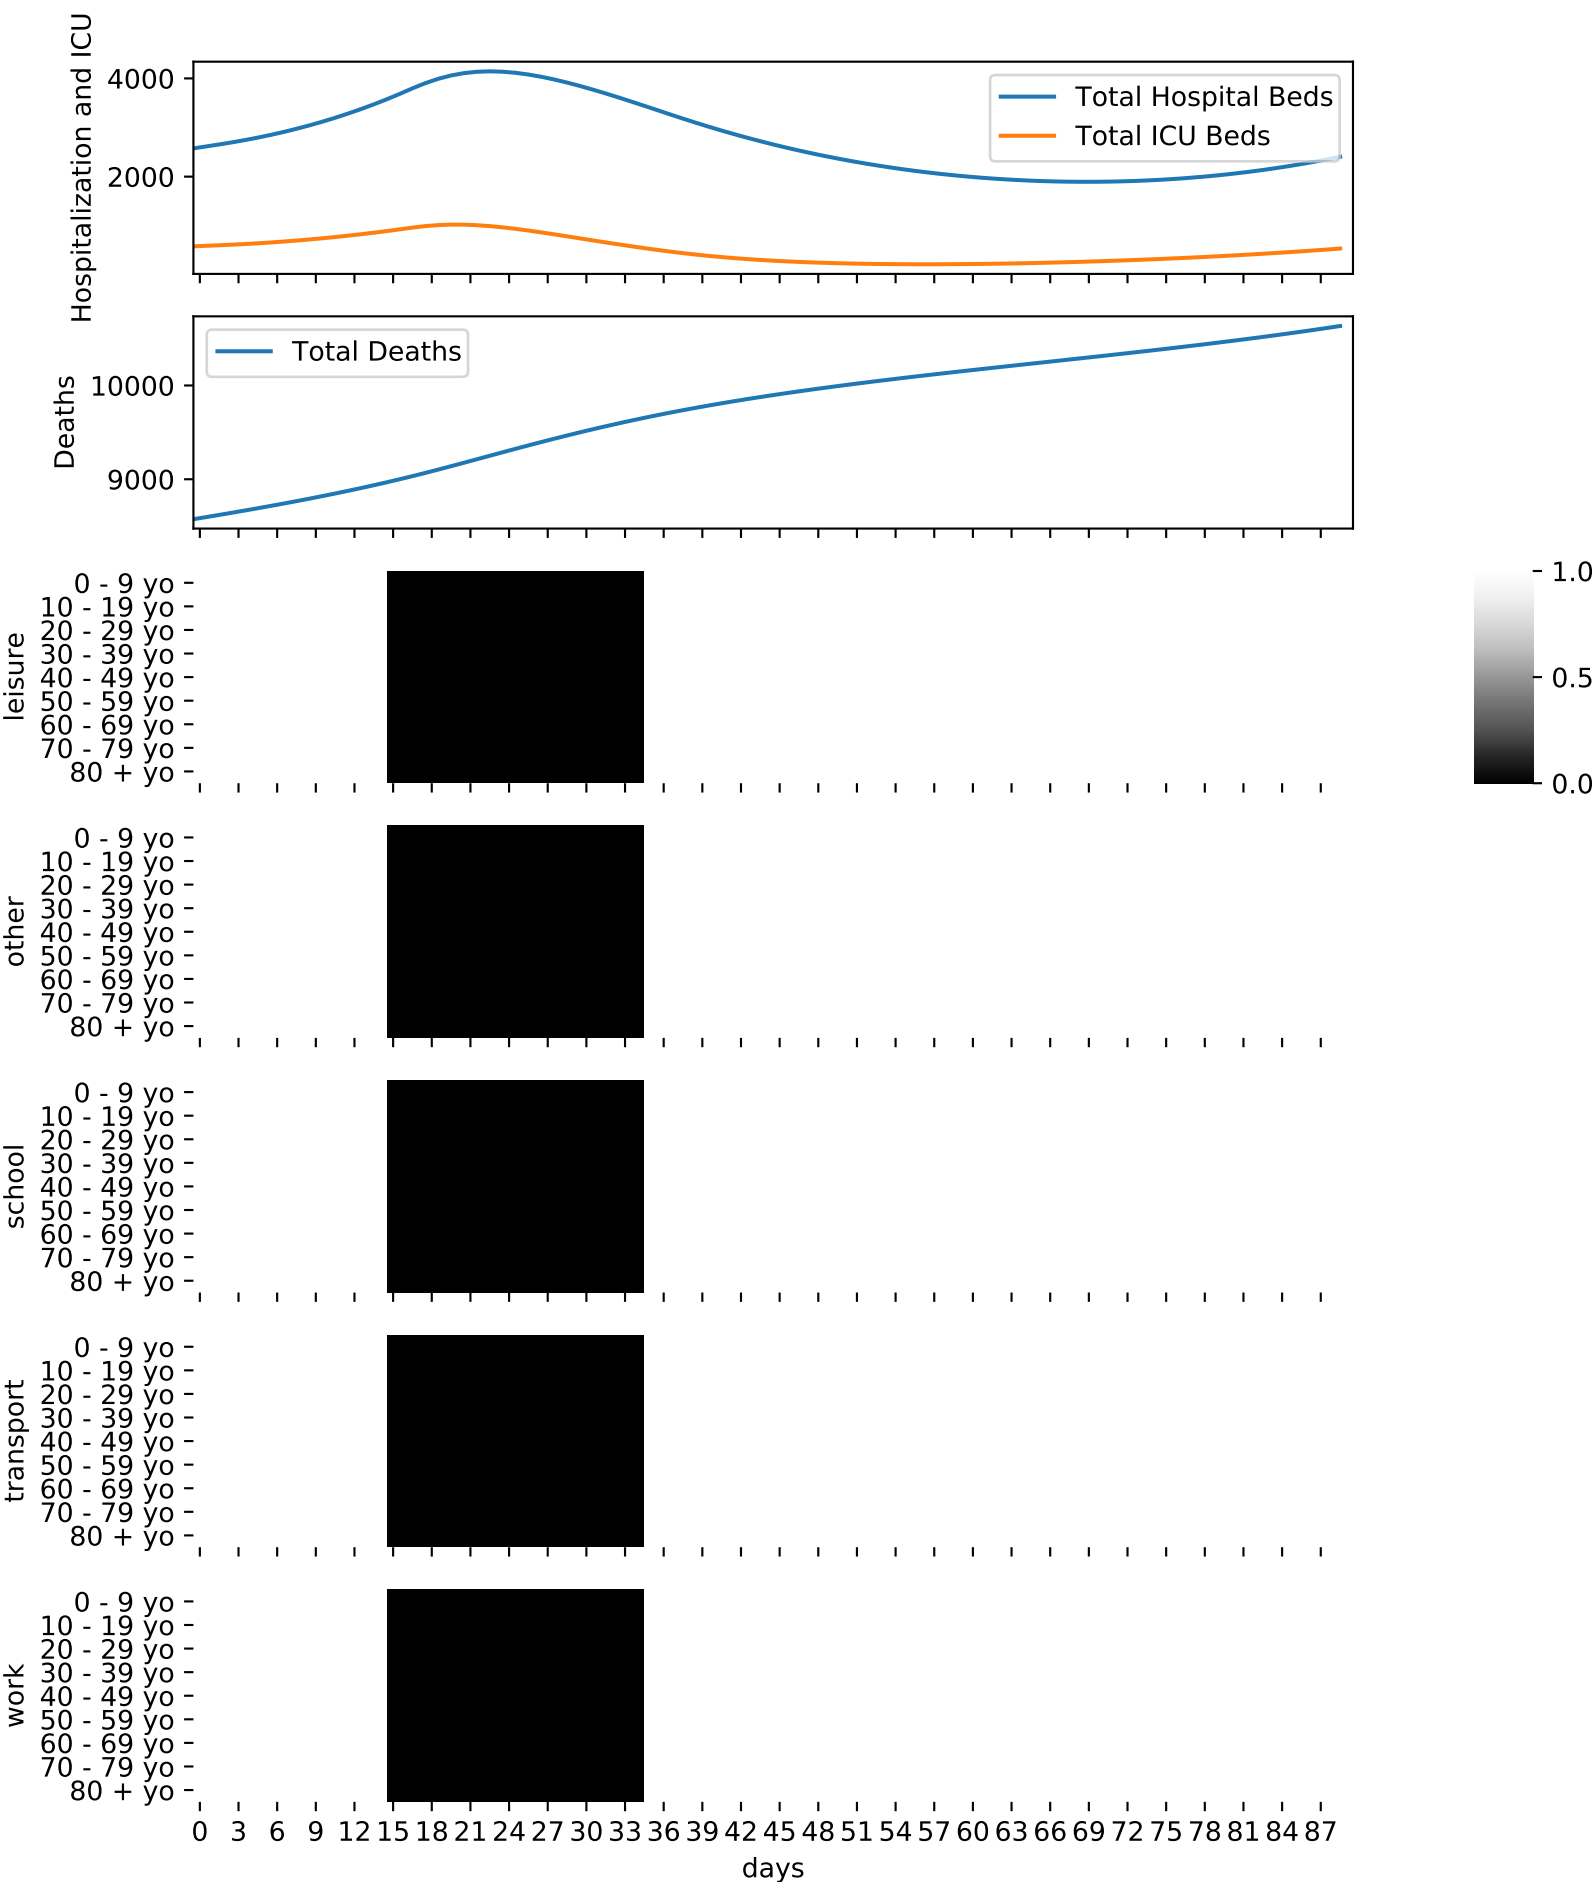 Hospitalization and ICU
4000
2000
Total Hospital Beds
Total ICU Beds
Deaths
10000
9000
Total Deaths
leisure
0 - 9 yo
10 - 19 yo
20 - 29 yo
30 - 39 yo
40 - 49 yo
50 - 59 yo
60 - 69 yo
70 - 79 yo
80 + yo
1.0
0.5
0.0
other
0 - 9 yo
10 - 19 yo
20 - 29 yo
30 - 39 yo
40 - 49 yo
50 - 59 yo
60 - 69 yo
70 - 79 yo
80 + yo
school
0 - 9 yo
10 - 19 yo
20 - 29 yo
30 - 39 yo
40 - 49 yo
50 - 59 yo
60 - 69 yo
70 - 79 yo
80 + yo
transport
0 - 9 yo
10 - 19 yo
20 - 29 yo
30 - 39 yo
40 - 49 yo
50 - 59 yo
60 - 69 yo
70 - 79 yo
80 + yo
work
0 - 9 yo
10 - 19 yo
20 - 29 yo
30 - 39 yo
40 - 49 yo
50 - 59 yo
60 - 69 yo
70 - 79 yo
80 + yo
0 3 6 9 12 15 18 21 24 27 30 33 36 39 42 45 48 51 54 57 60 63 66 69 72 75 78 81 84 87
days